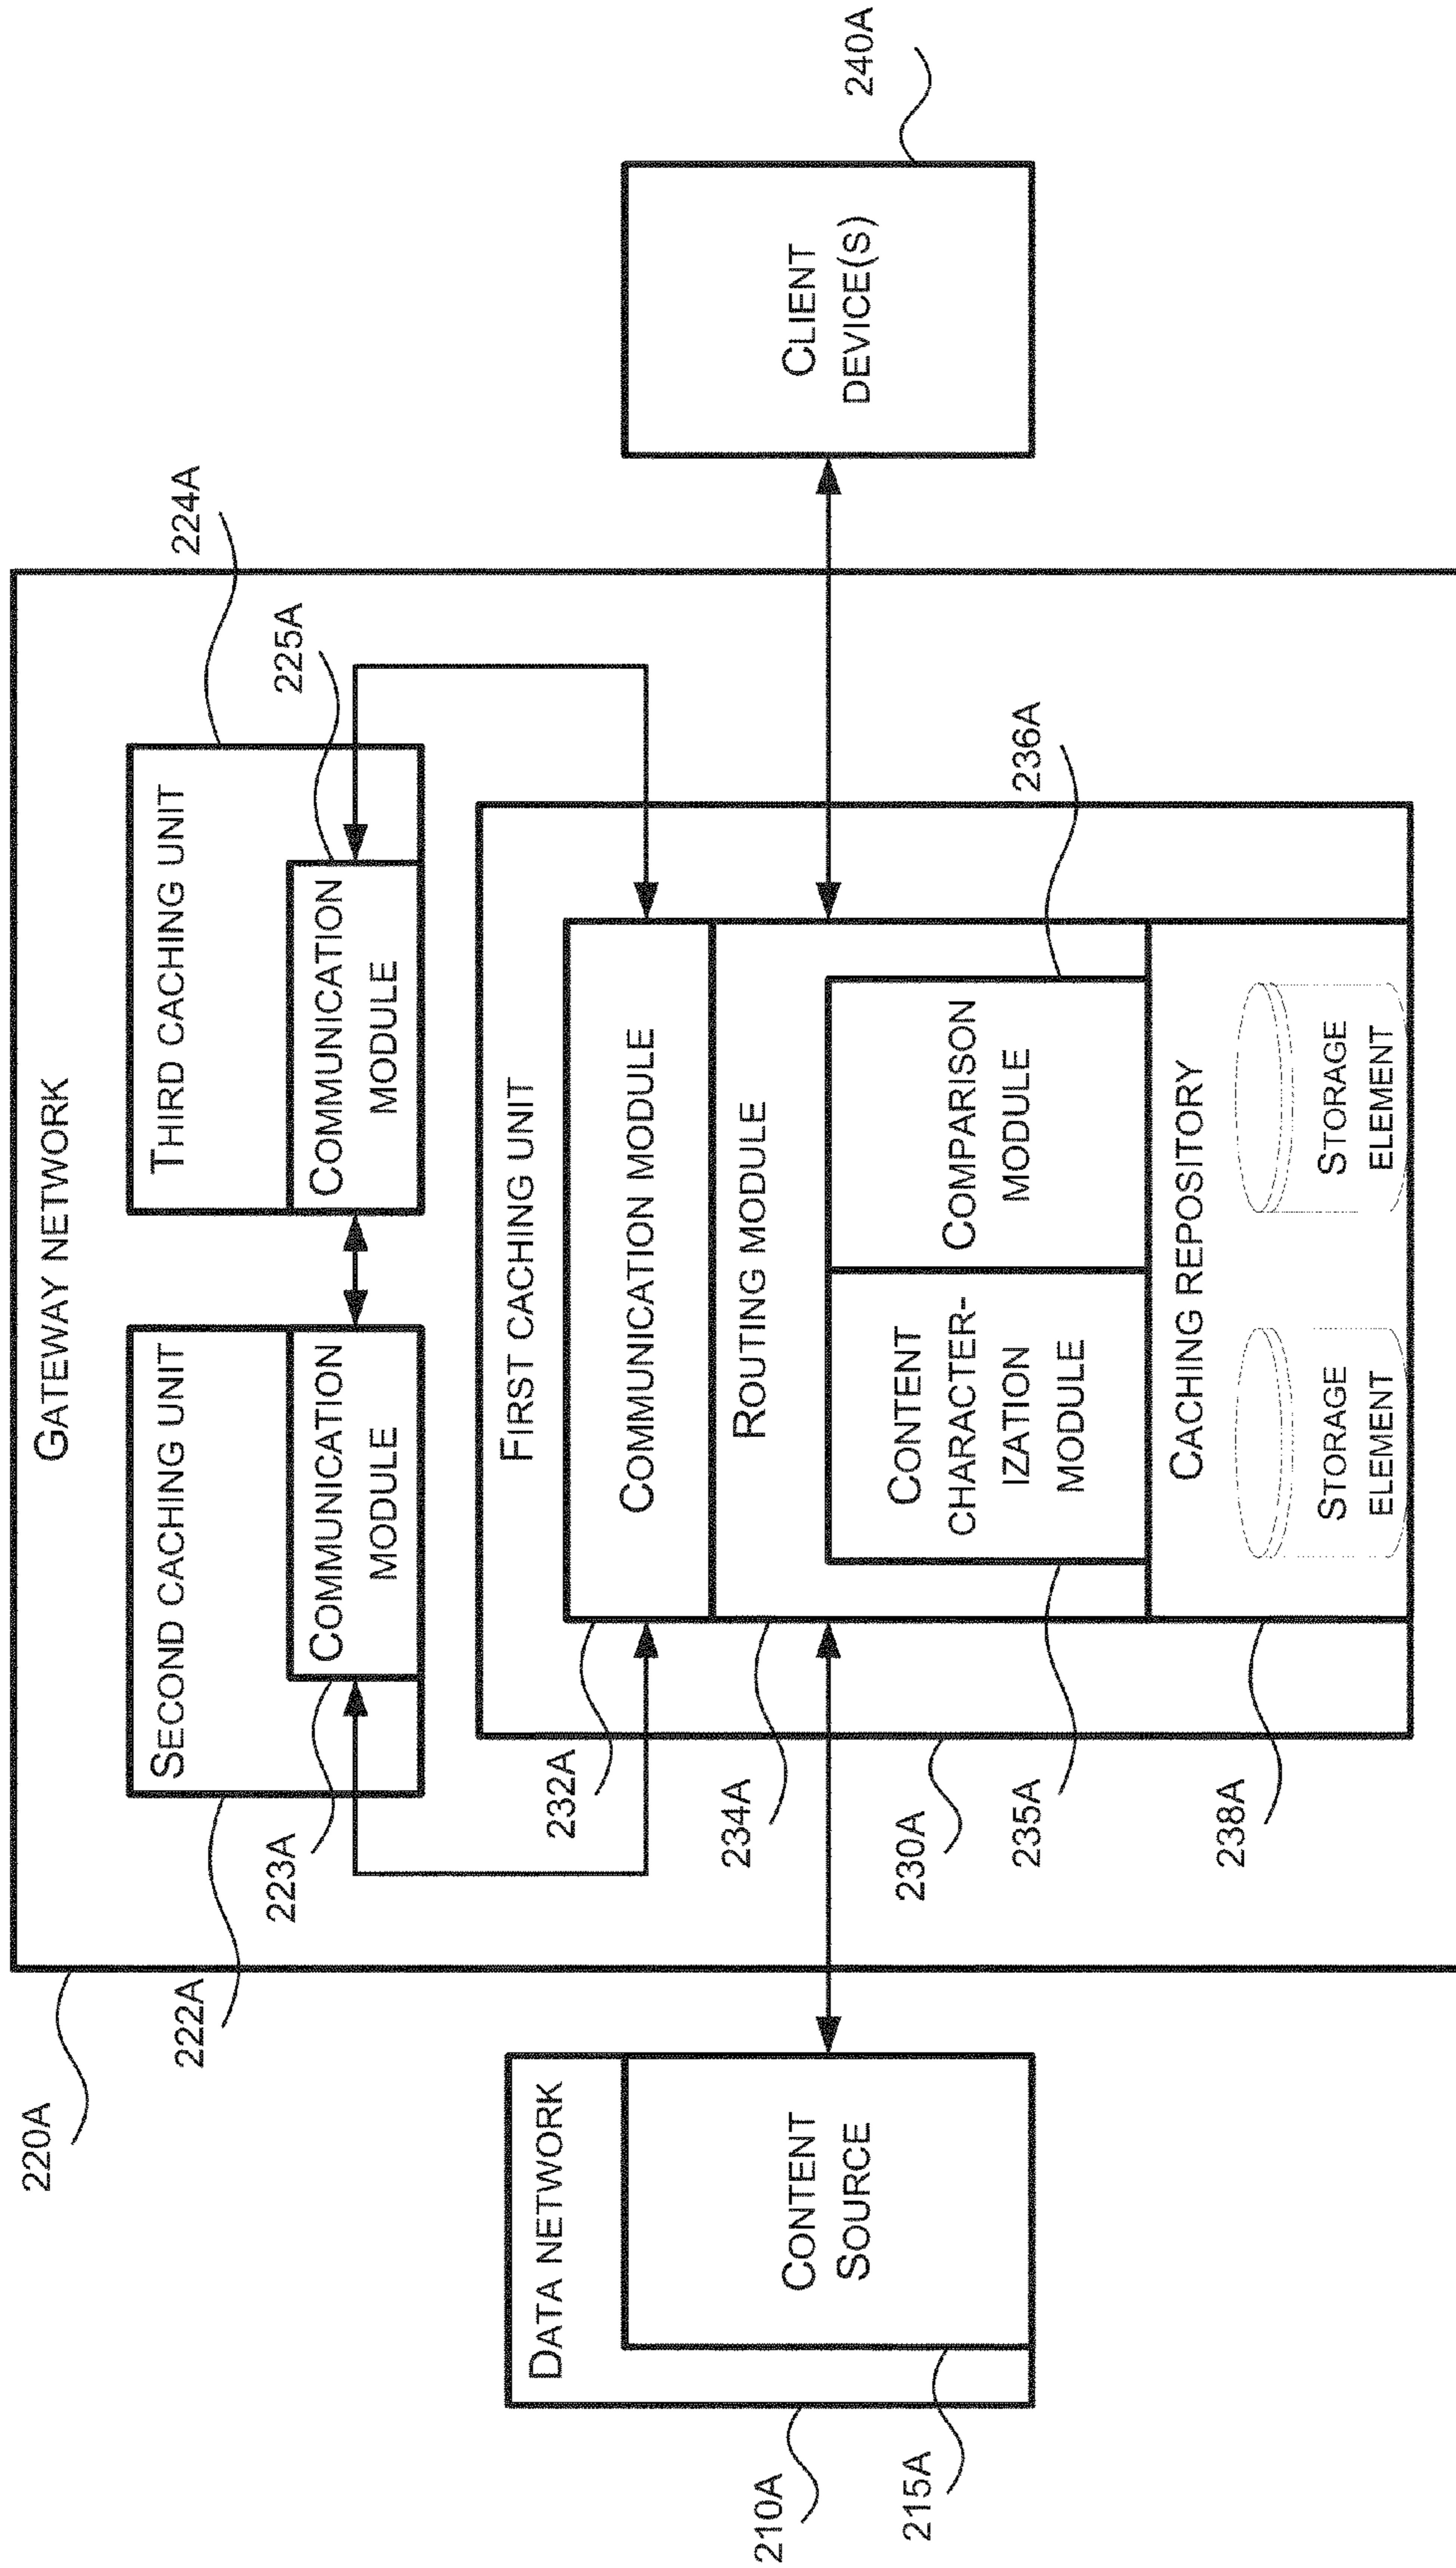 GATEWAY NETWORK
220A
222A
SECOND CACHING UNIT
COMMUNICATION
MODULE
223A
THIRD CACHING UNIT
COMMUNICATION
MODULE
224A
225A
FIRST CACHING UNIT
COMMUNICATION MODULE
232A
ROUTING MODULE
234A
CONTENT
CHARACTER-
IZATION
MODULE
235A
COMPARISON
MODULE
236A
CACHING REPOSITORY
238A
STORAGE
ELEMENT
STORAGE
ELEMENT
230A
DATA NETWORK
CONTENT
SOURCE
210A
215A
CLIENT
DEVICE(S)
240A